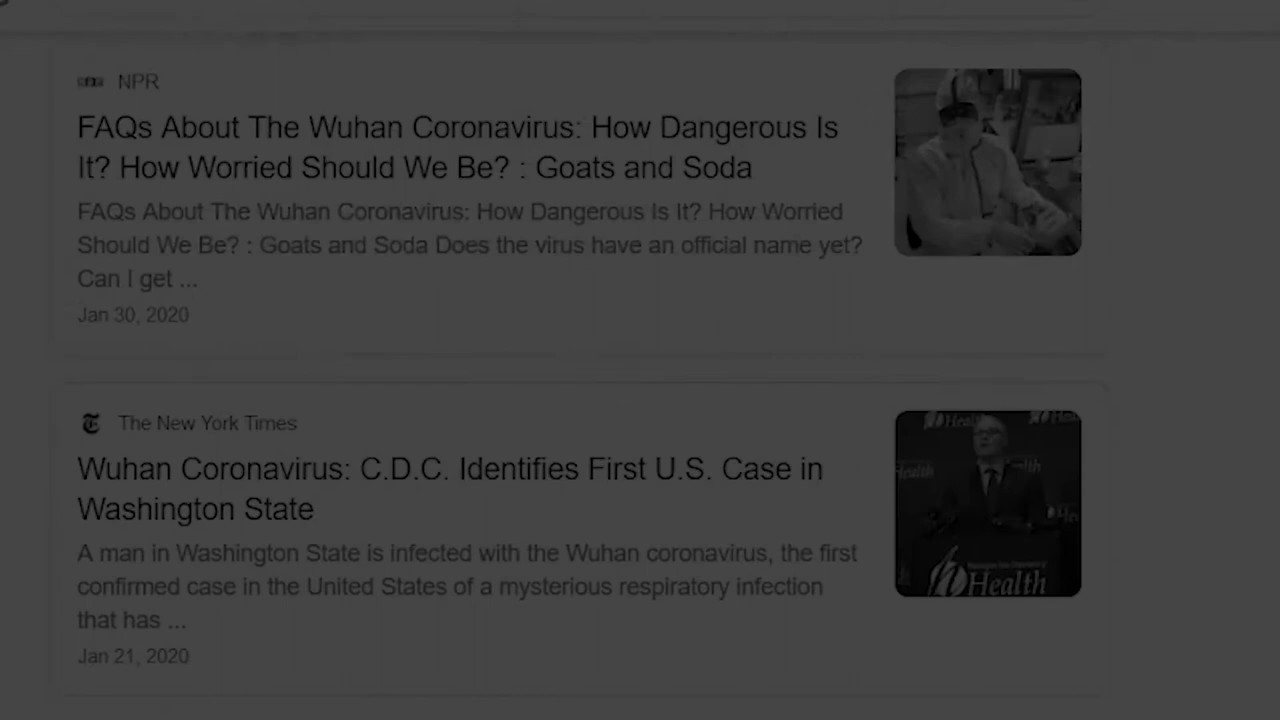 NPR
FAQs About The Wuhan Coronavirus: How Dangerous Is
It? How Worried Should We Be? : Goats and Soda
FAQs About The Wuhan Coronavirus: How Dangerous Is It? How Worried
Should We Be? : Goats and Soda Does the virus have an official name yet?
Can I get ...
Jan 30, 2020
The New York Times
Wuhan Coronavirus: C.D.C. Identifies First U.S. Case in
Washington State
A man in Washington State is infected with the Wuhan coronavirus, the first
confirmed case in the United States of a mysterious respiratory infection
that has ...
Jan 21, 2020
Health
Health